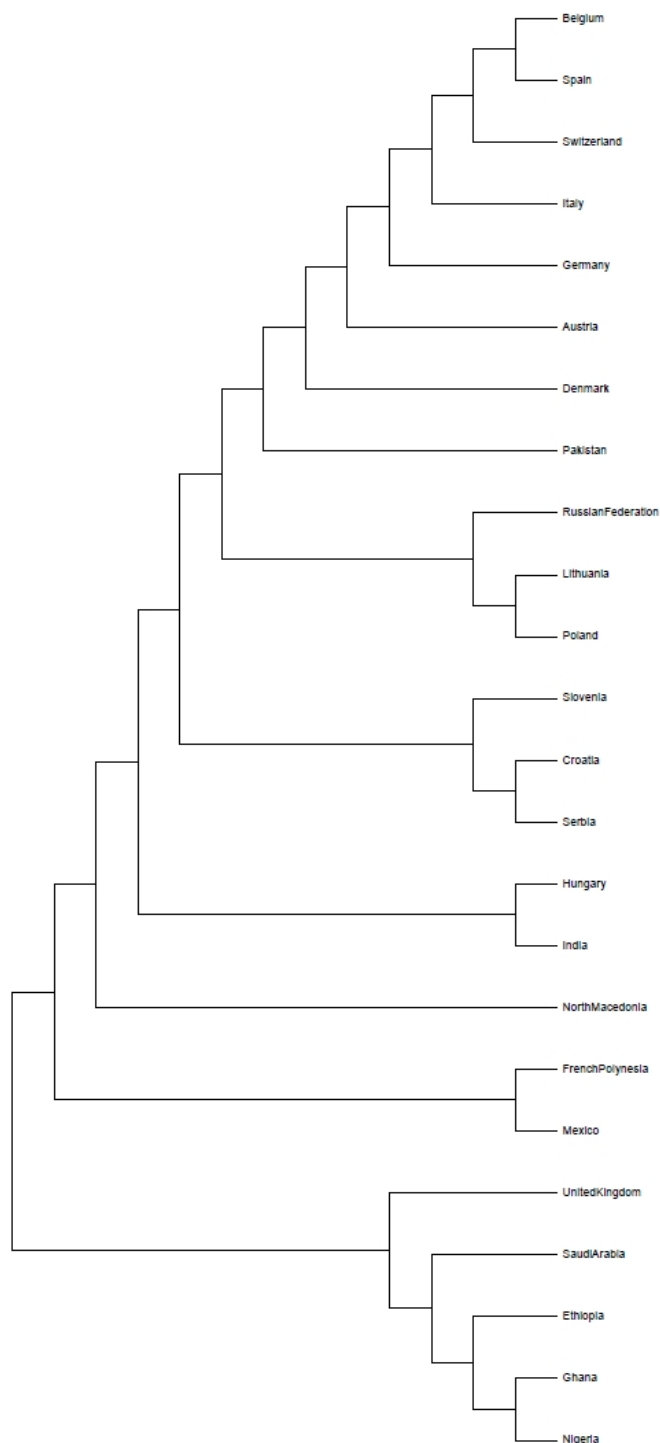 Belgium
Spain
Switzerland
Italy
Germany
Austria
Denmark
Pakistan
RussianFederation
Lithuania
Poland
Slovenia
Croatia
Serbia
Hungary
India
NorthMacedonia
FrenchPolynesia
Mexico
UnitedKingdom
SaudiArabia
Ethiopia
Ghana
Nigeria